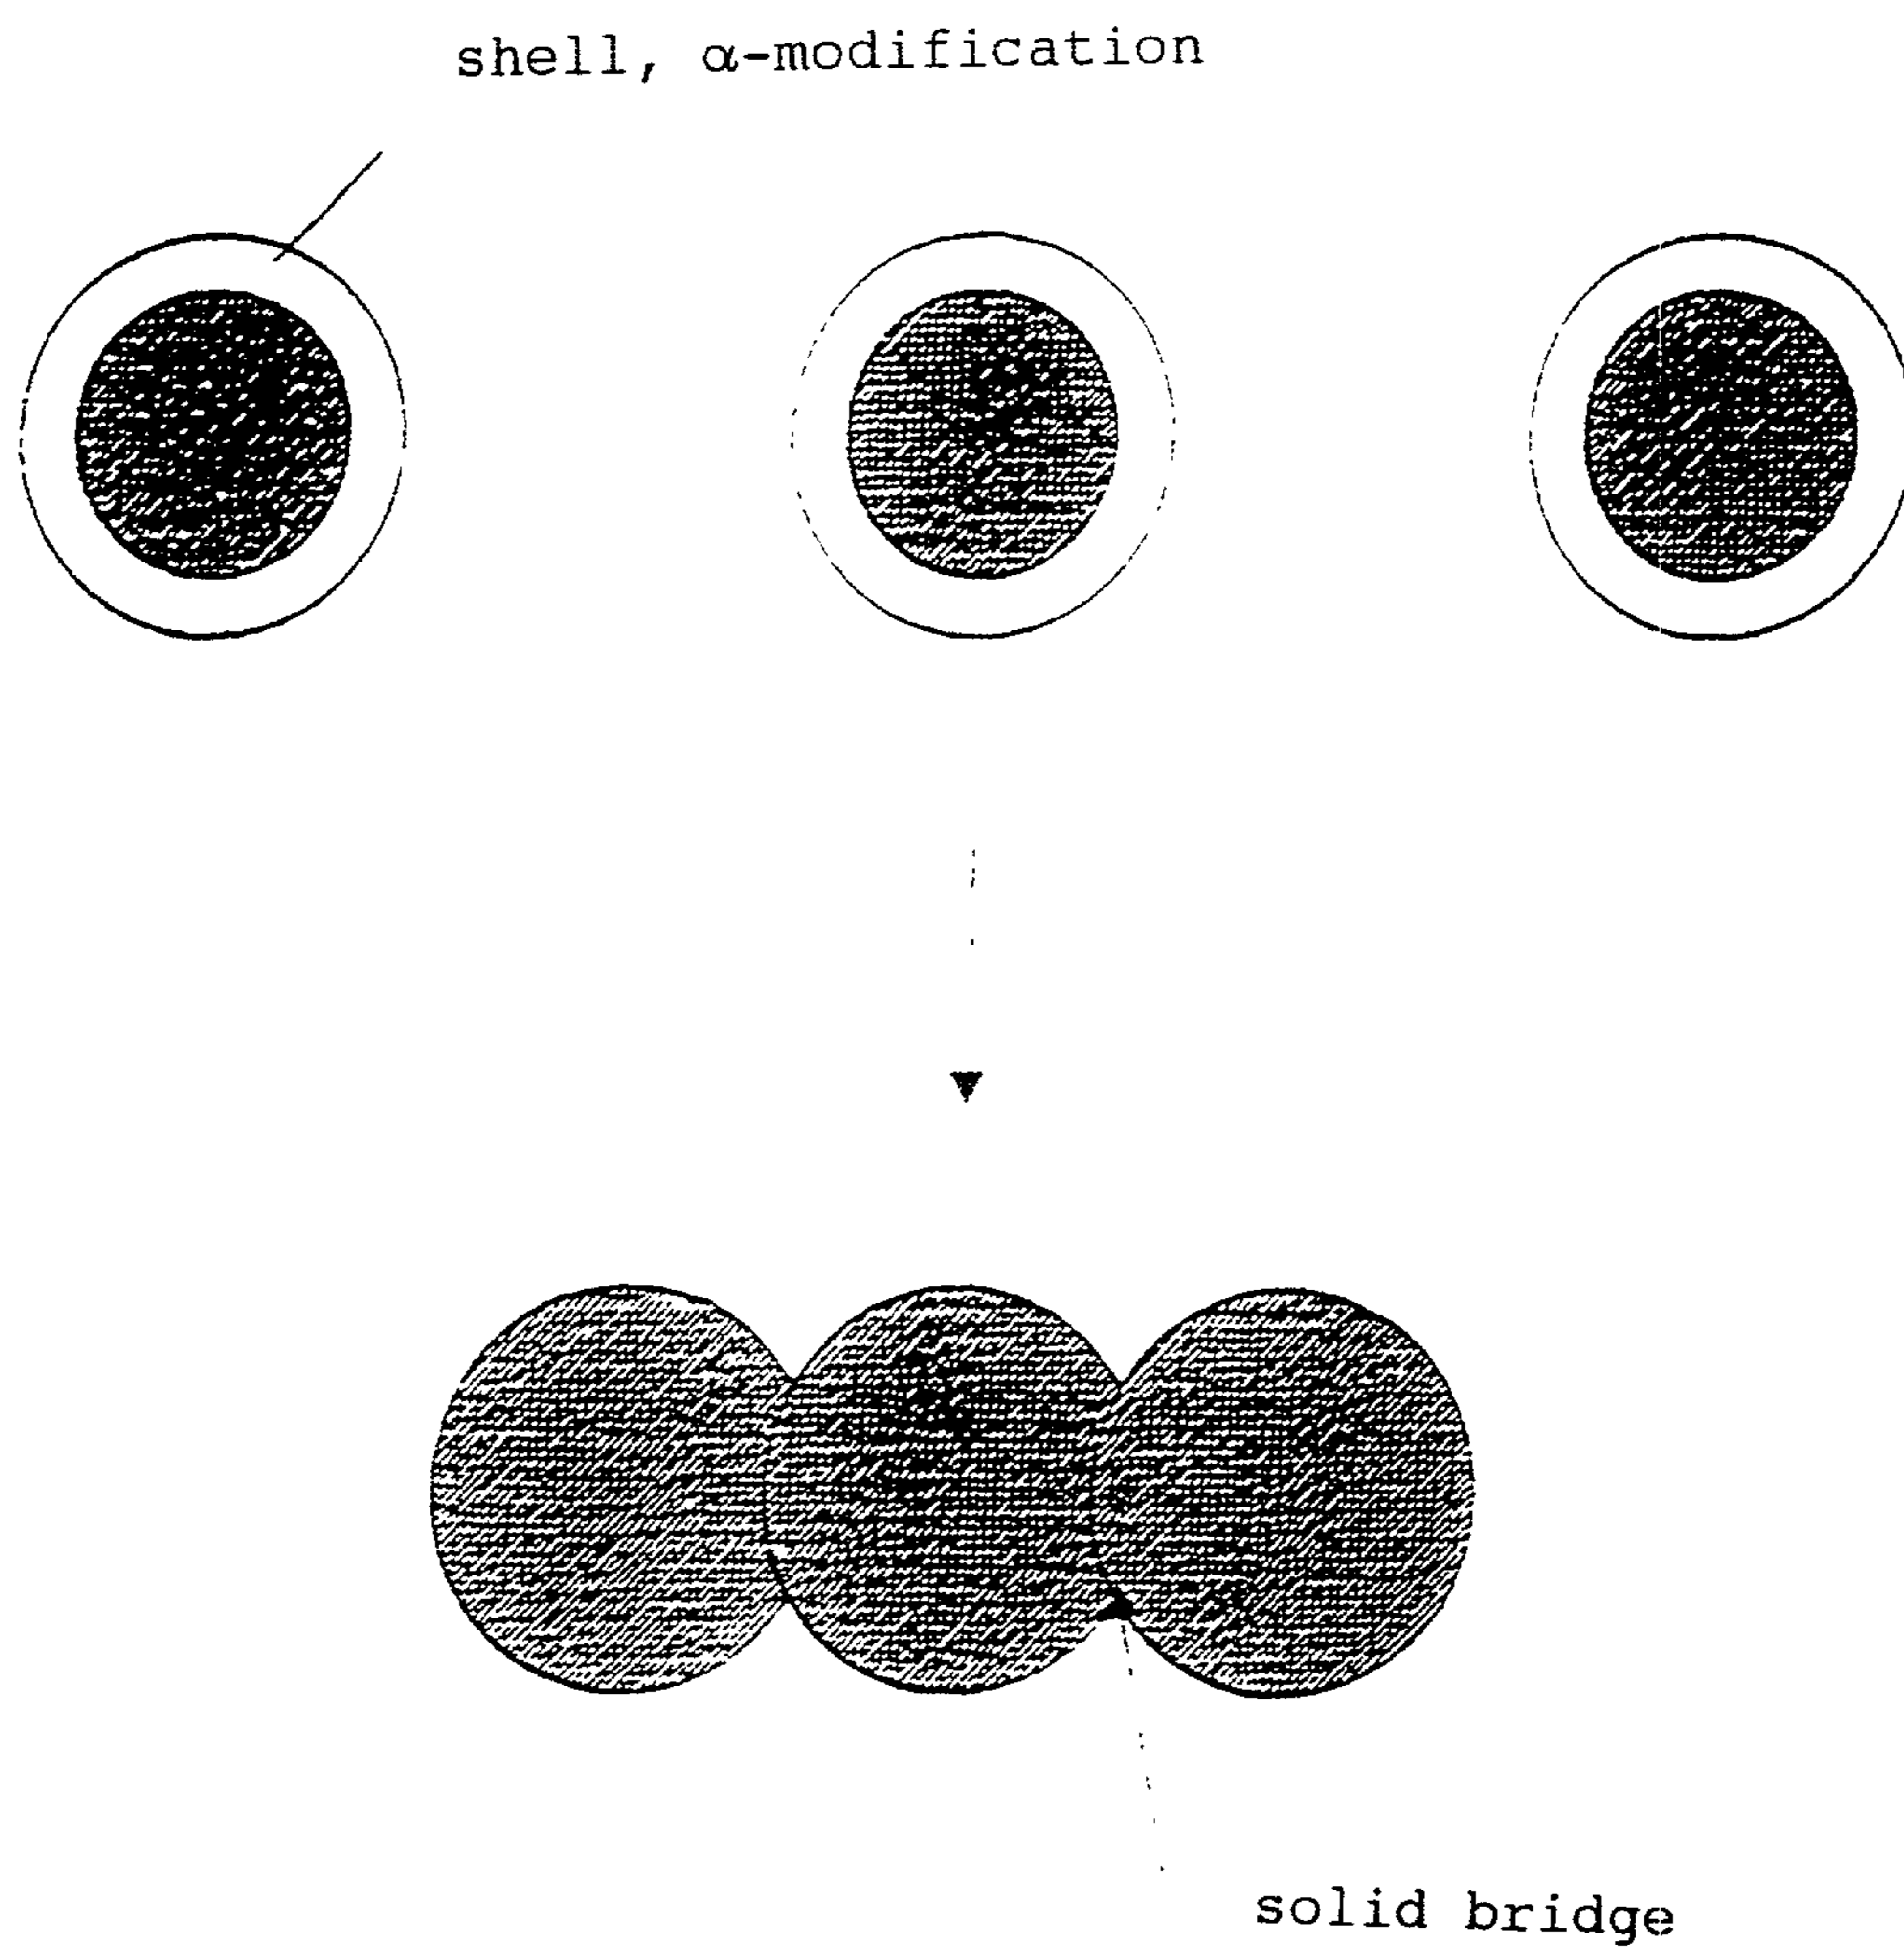 shell, α-modification
solid bridge